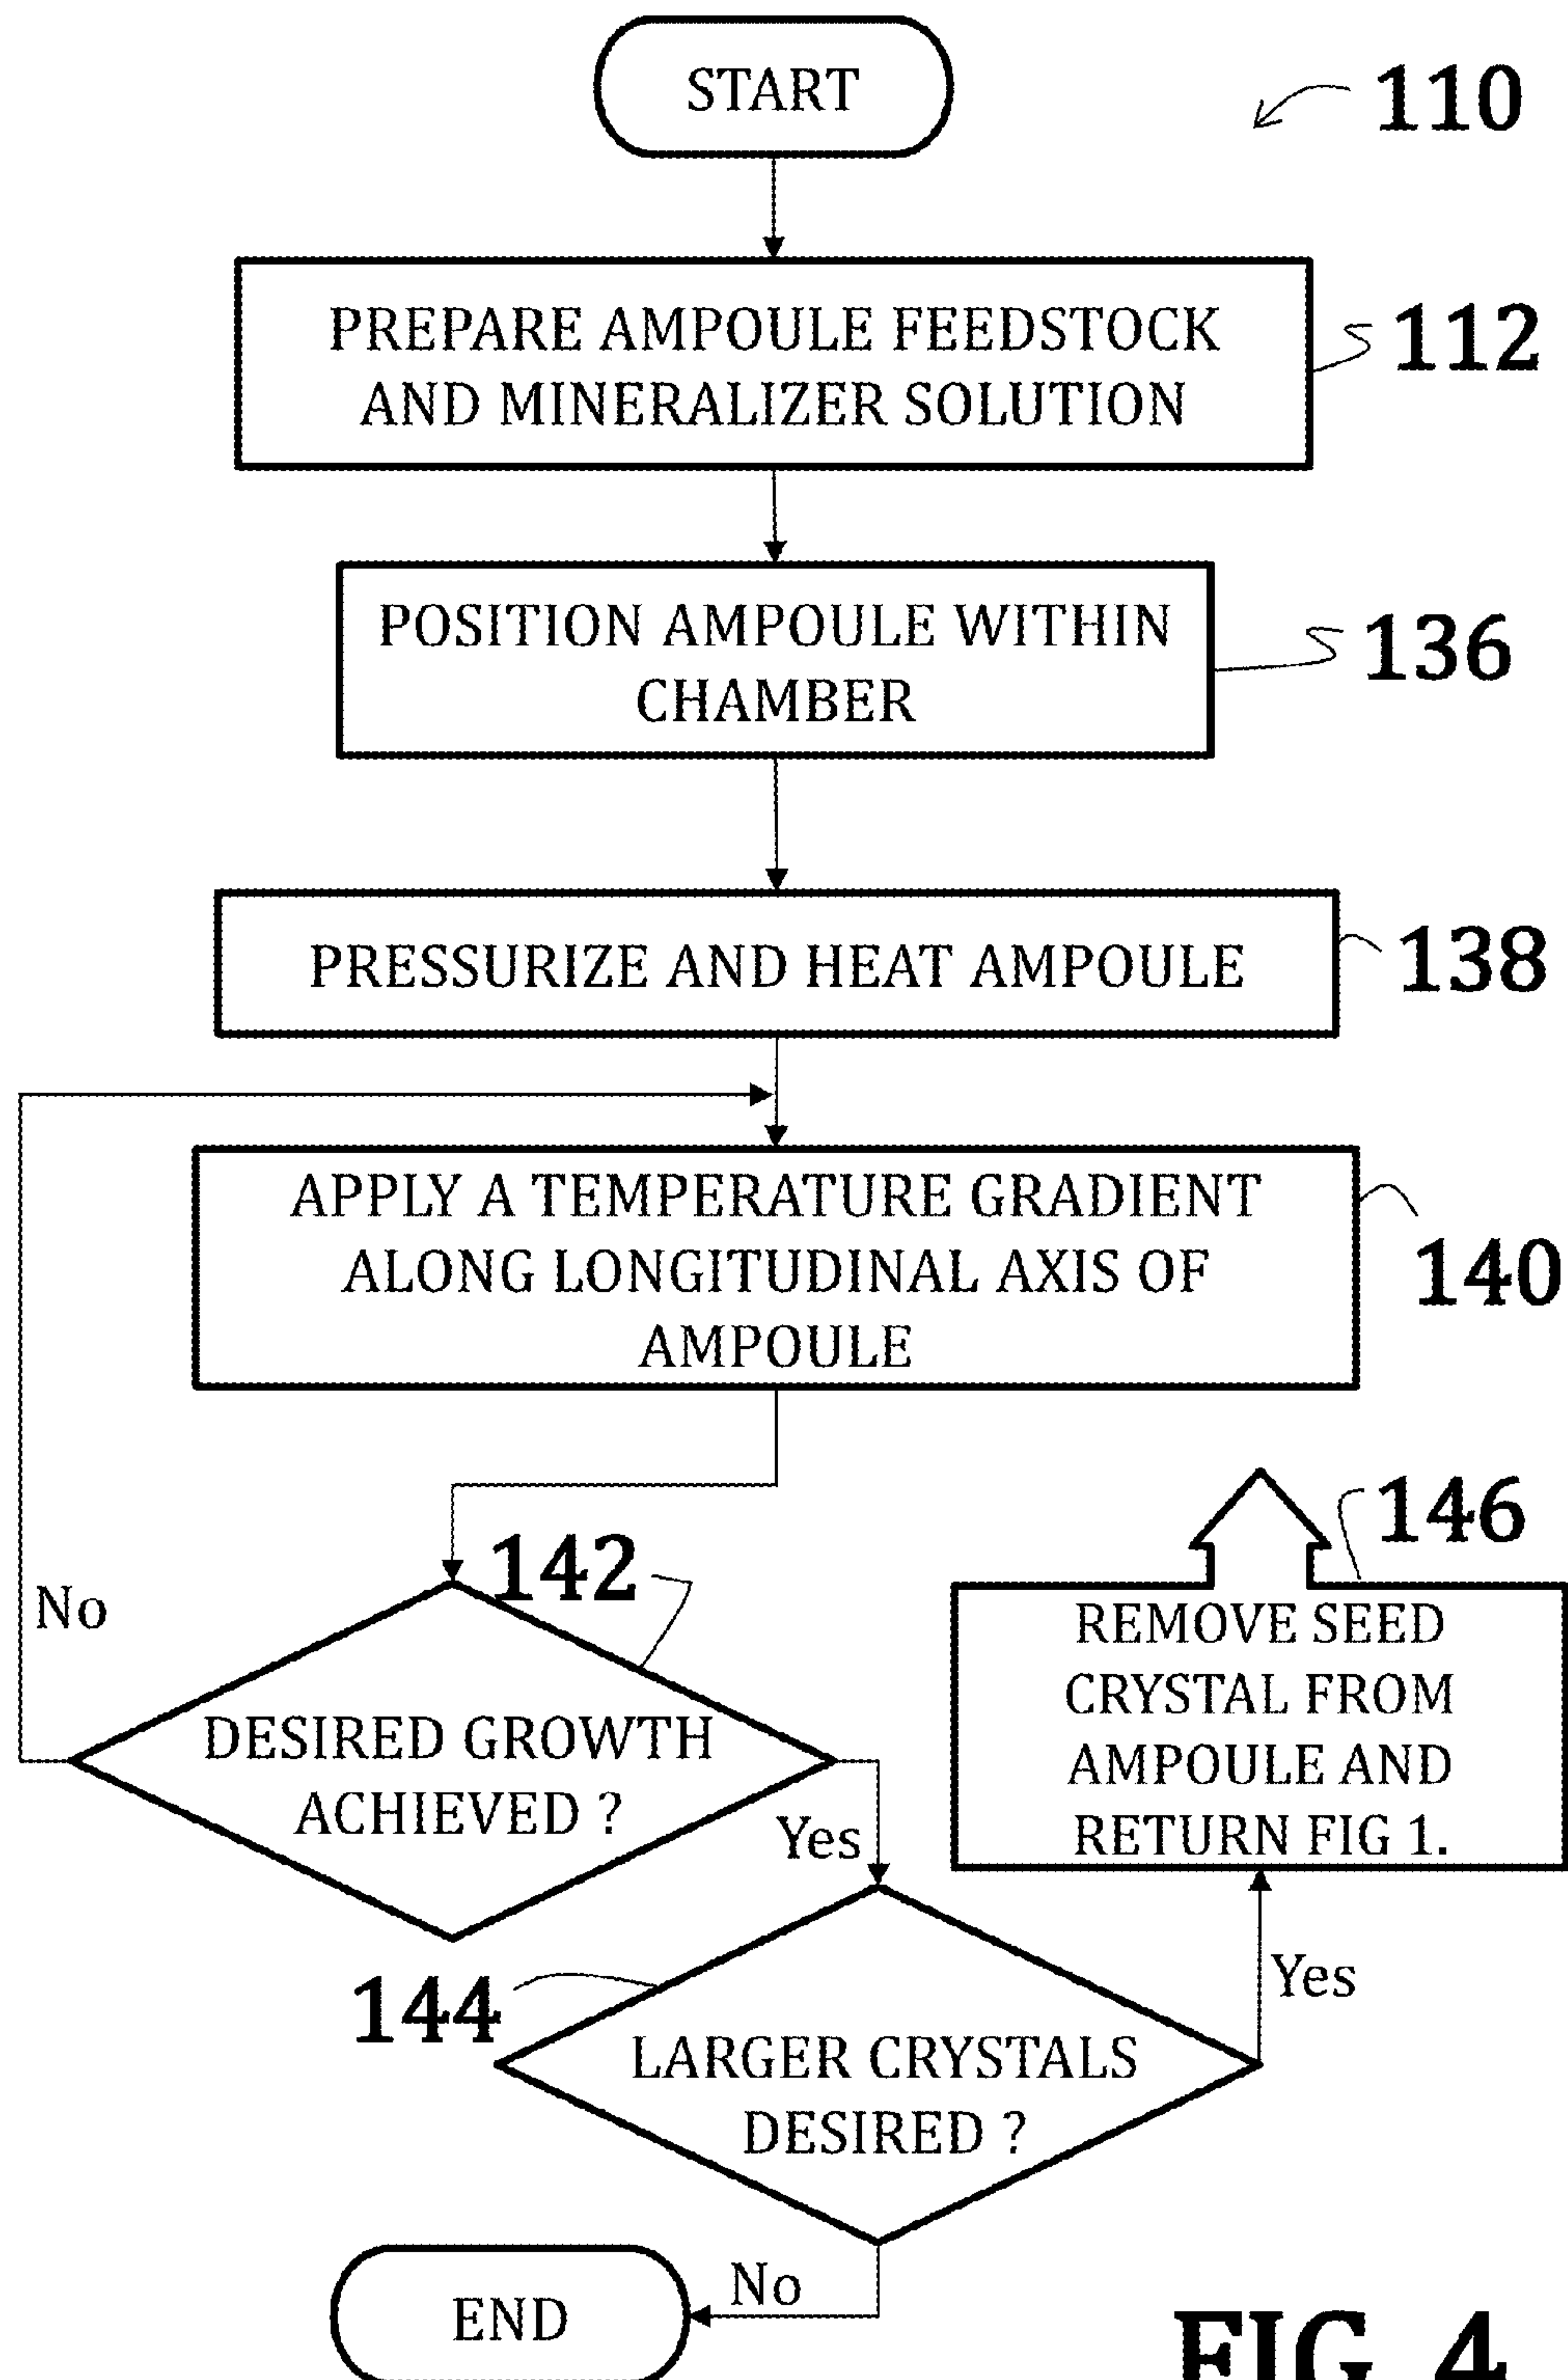 START
110
PREPARE AMPOULE FEEDSTOCK
AND MINERALIZER SOLUTION
112
POSITION AMPOULE WITHIN
CHAMBER
136
PRESSURIZE AND HEAT AMPOULE
138
APPLY A TEMPERATURE GRADIENT
ALONG LONGITUDINAL AXIS OF
AMPOULE
140
142
No
DESIRED GROWTH
ACHIEVED ?
Yes
146
REMOVE SEED
CRYSTAL FROM
AMPOULE AND
RETURN FIG 1.
144
LARGER CRYSTALS
DESIRED ?
Yes
No
END
FIG. 4